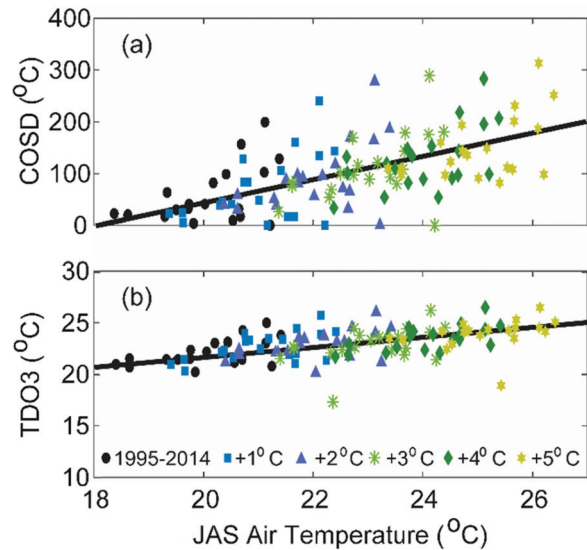 400
(a)
300
200
100
0
COSD (°C)
30
(b)
25
20
15
10
TDO3 (°C)
1995-2014 +1° C +2° C +3° C +4° C +5° C
18 20 22 24 26
JAS Air Temperature (°C)